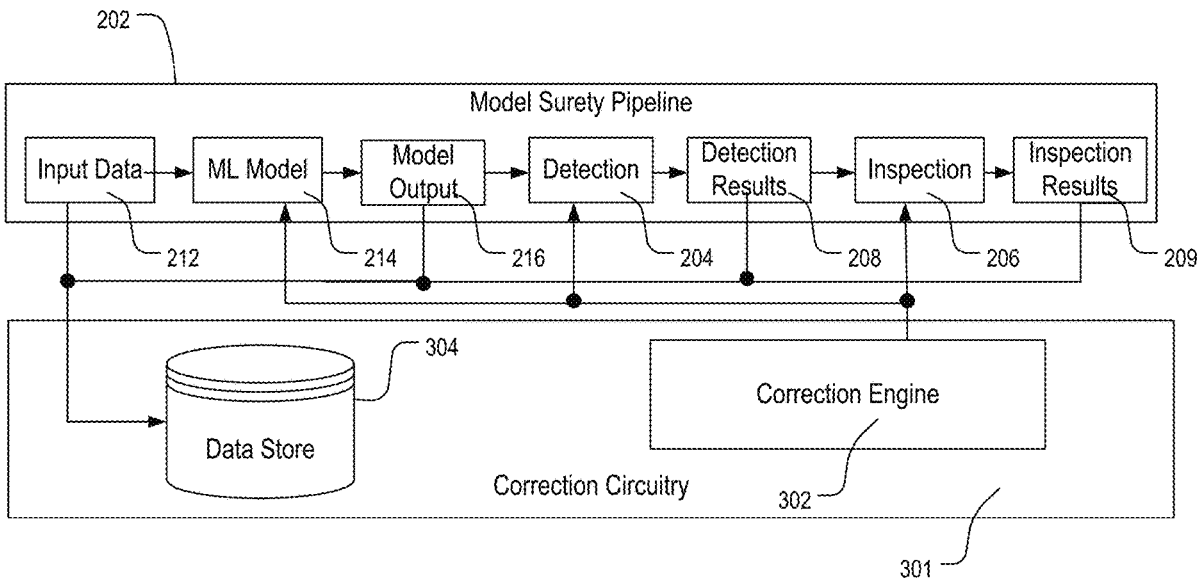 202
Model Surety Pipeline
Input Data
ML Model
Model
Output
Detection
Detection
Results
Inspection
Inspection
Results
212
214
216
204
208
206
209
304
Data Store
Correction Engine
302
Correction Circuitry
301